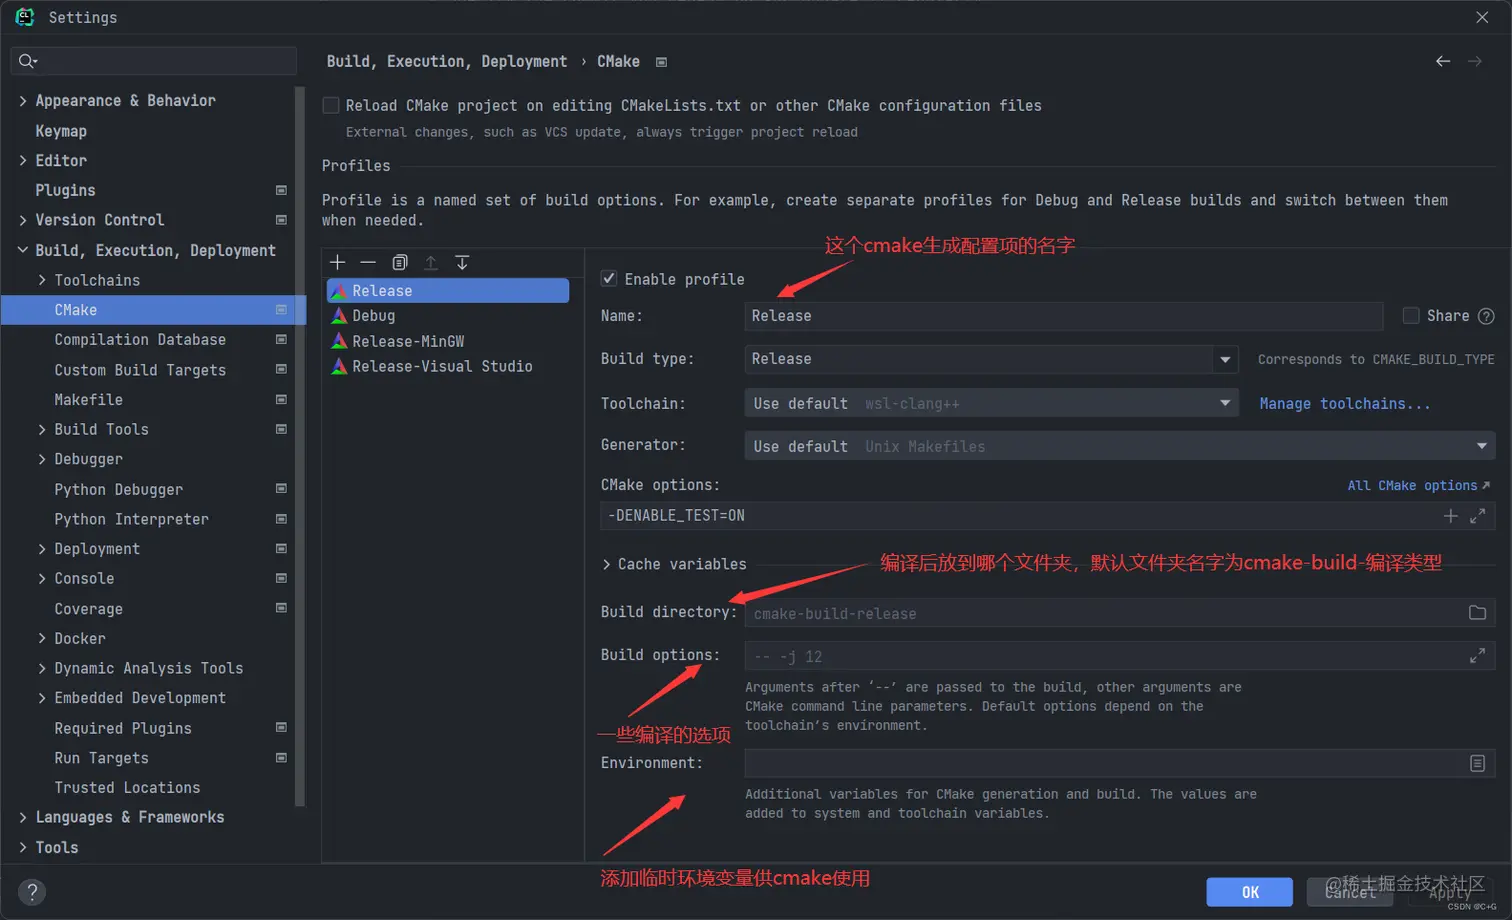 Settings
Build, Execution, Deployment › CMake
Appearance & Behavior
Keymap
Editor
Plugins
Version Control
Build, Execution, Deployment
Toolchains
CMake
Compilation Database
Custom Build Targets
Makefile
Build Tools
Debugger
Python Debugger
Python Interpreter
Deployment
Console
Coverage
Docker
Dynamic Analysis Tools
Embedded Development
Required Plugins
Run Targets
Trusted Locations
Languages & Frameworks
Tools
Reload CMake project on editing CMakeLists.txt or other CMake configuration files
External changes, such as VCS update, always trigger project reload
Profiles
Profile is a named set of build options. For example, create separate profiles for Debug and Release builds and switch between them
when needed.
Release
Debug
Release-MinGW
Release-Visual Studio
这个cmake生成配置项的名字
Enable profile
Name: Release Share
Build type: Release Corresponds to CMAKE_BUILD_TYPE
Toolchain: Use default wsl-clang++ Manage toolchains...
Generator: Use default Unix Makefiles
CMake options: All CMake options
-DENABLE_TEST=ON
Cache variables
编译后放到哪个文件夹，默认文件夹名字为cmake-build-编译类型
Build directory: cmake-build-release
Build options: -- -j 12
Arguments after ‘--’ are passed to the build, other arguments are
CMake command line parameters. Default options depend on the
toolchain’s environment.
一些编译的选项
Environment:
Additional variables for CMake generation and build. The values are
added to system and toolchain variables.
添加临时环境变量供cmake使用
OK
Cancel
Apply
@稀土掘金技术社区
CSDN @C+G